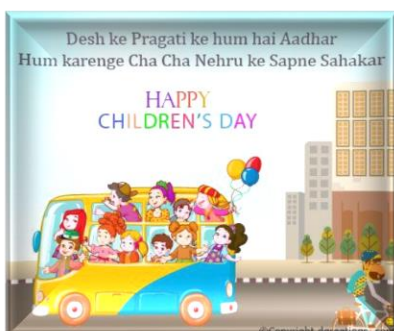 Desh ke Pragati ke hum hai Aadhar
Hum karenge Cha Cha Nehru ke Sapne Sahakar
HAPPY
CHILDREN'S DAY